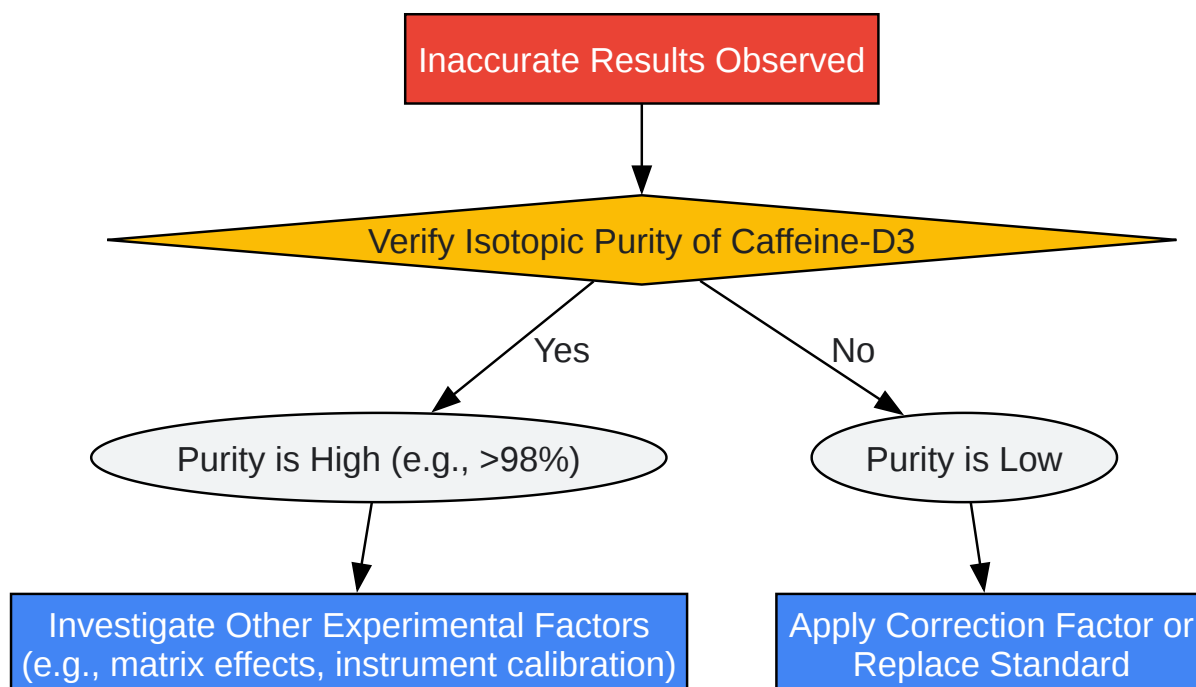 Inaccurate Results Observed
Verify Isotopic Purity of Caffeine-D3
Yes
No
Purity is High (e.g., >98%)
Purity is Low
Investigate Other Experimental Factors
(e.g., matrix effects, instrument calibration)
Apply Correction Factor or
Replace Standard